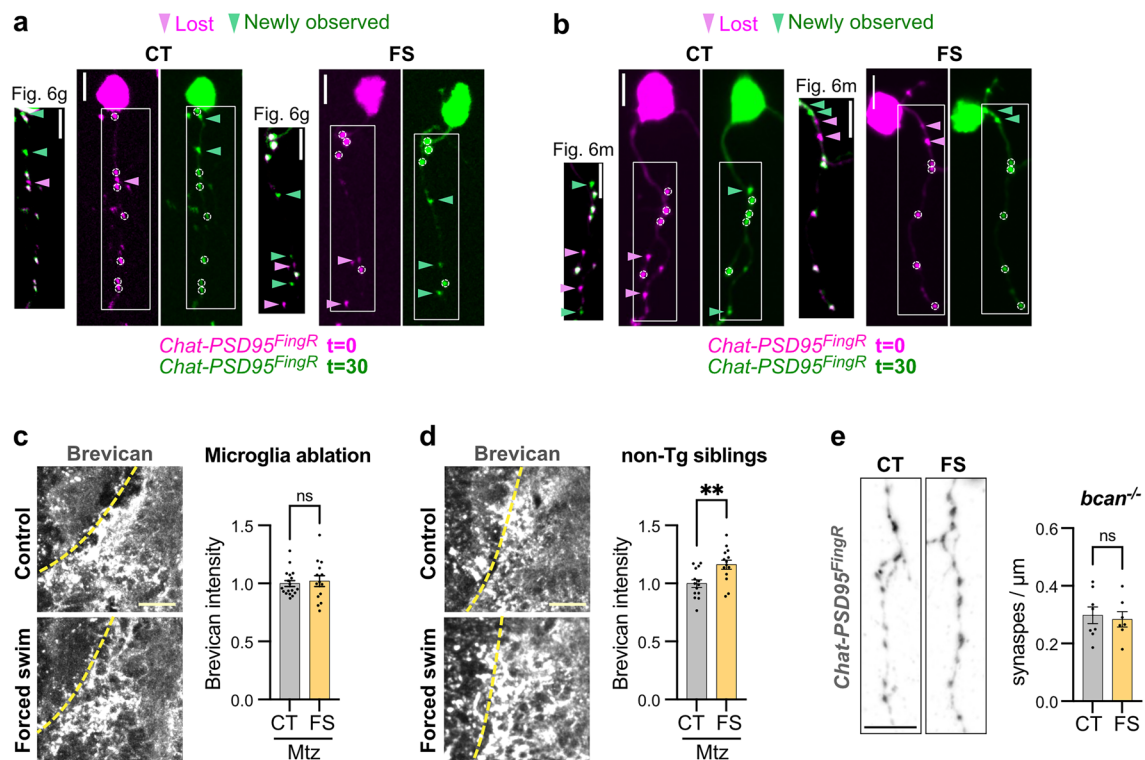 a
Lost
Newly observed
CT
FS
Fig. 6g
Fig. 6g
Chat-PSD95FingR t=0
Chat-PSD95FingR t=30
b
Lost
Newly observed
CT
FS
Fig. 6m
Fig. 6m
Chat-PSD95FingR t=0
Chat-PSD95FingR t=30
c
Brevican
Control
Forced swim
Microglia ablation
ns
Brevican intensity
1.5
1.0
0.5
0.0
CT FS
Mtz
d
Brevican
Control
Forced swim
non-Tg siblings
**
Brevican intensity
1.5
1.0
0.5
0.0
CT FS
Mtz
e
CT
FS
Chat-PSD95FingR
bcan-/-
ns
synaspes / µm
0.6
0.4
0.2
0.0
CT FS